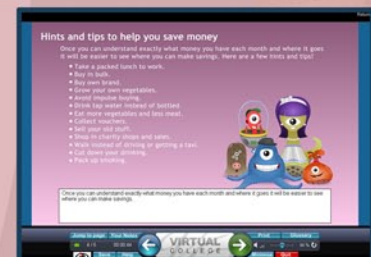 Hints and tips to help you save money
Once you can understand exactly what money you have each month and where it goes
it will be easier to see where you can make savings. Here are a few hints and tips!
• Take a packed lunch to work.
• Buy in bulk.
• Buy own brand.
• Grow your own vegetables.
• Avoid impulse buying.
• Drink tap water instead of bottled.
• Eat more vegetables and less meat.
• Collect vouchers.
• Sell your old stuff.
• Shop in charity shops and sales.
• Walk instead of driving or getting a taxi.
• Cut down your drinking.
• Pack up smoking.
Once you can understand exactly what money you have each month and where it goes it will be easier to see
where you can make savings.
Jump to page Your Notes Print Glossary
VIRTUAL
COLLEGE
Save Help Quit